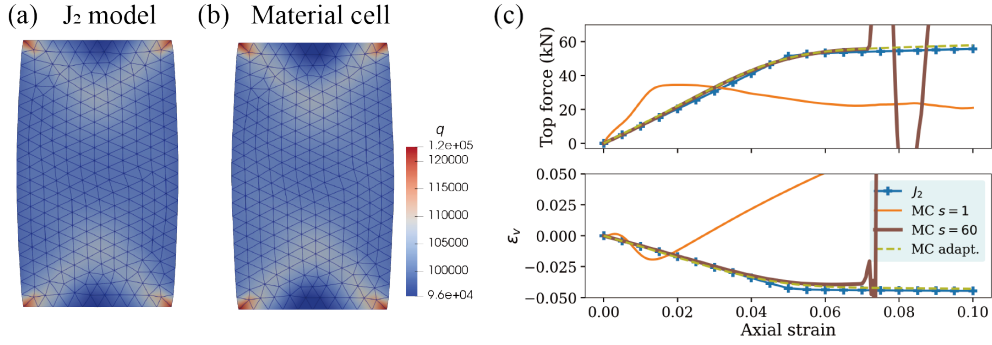 (a) J₂ model
(b) Material cell
q
1.2e+05
120000
115000
110000
105000
100000
9.6e+04
(c)
Top force (kN)
60
40
20
0
εᵥ
0.050
0.025
0.000
−0.025
−0.050
J₂
MC s = 1
MC s = 60
MC adapt.
0.00 0.02 0.04 0.06 0.08 0.10
Axial strain